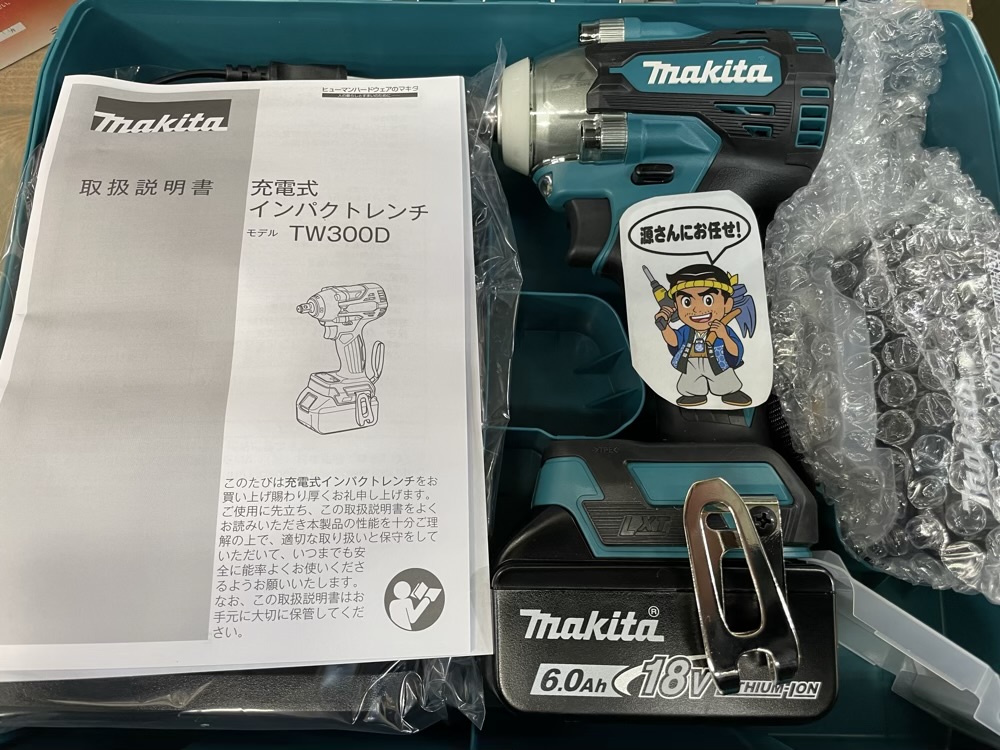 makita
取扱説明書
ヒューマンハードウェアのマキタ
充電式
インパクトレンチ
モデル TW300D
このたびは充電式インパクトレンチをお
買い上げ賜わり厚くお礼申し上げます。
ご使用に先立ち、この取扱説明書をよく
お読みいただき本製品の性能を十分ご理
解の上で、適切な取り扱いと保守をして
いただいて、いつまでも安
全に能率よくお使いくださ
るようお願いいたします。
なお、この取扱説明書はお
手元に大切に保管してくだ
さい。
makita
源さんにお任せ!
LXT
makita®
6.0Ah 18V
LITHIUM-ION